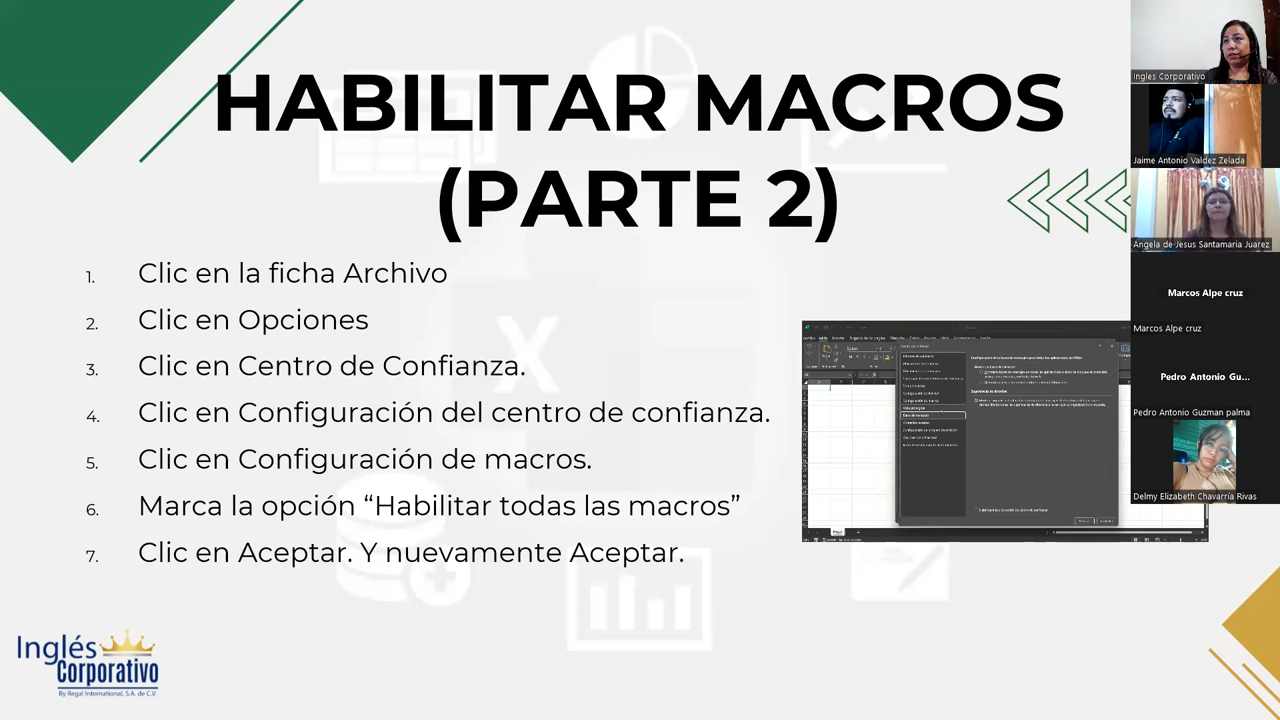 HABILITAR MACROS
(PARTE 2)
1. Clic en la ficha Archivo
2. Clic en Opciones
3. Clic en Centro de Confianza.
4. Clic en Configuración del centro de confianza.
5. Clic en Configuración de macros.
6. Marca la opción “Habilitar todas las macros”
7. Clic en Aceptar. Y nuevamente Aceptar.
Inglés
Corporativo
By Regal International, S.A. de C.V.
Ingles Corporativo
Jaime Antonio Valdez Zelada
Angela de Jesus Santamaria Juarez
Marcos Alpe cruz
Marcos Alpe cruz
Pedro Antonio Gu...
Pedro Antonio Guzman palma
Delmy Elizabeth Chavarría Rivas